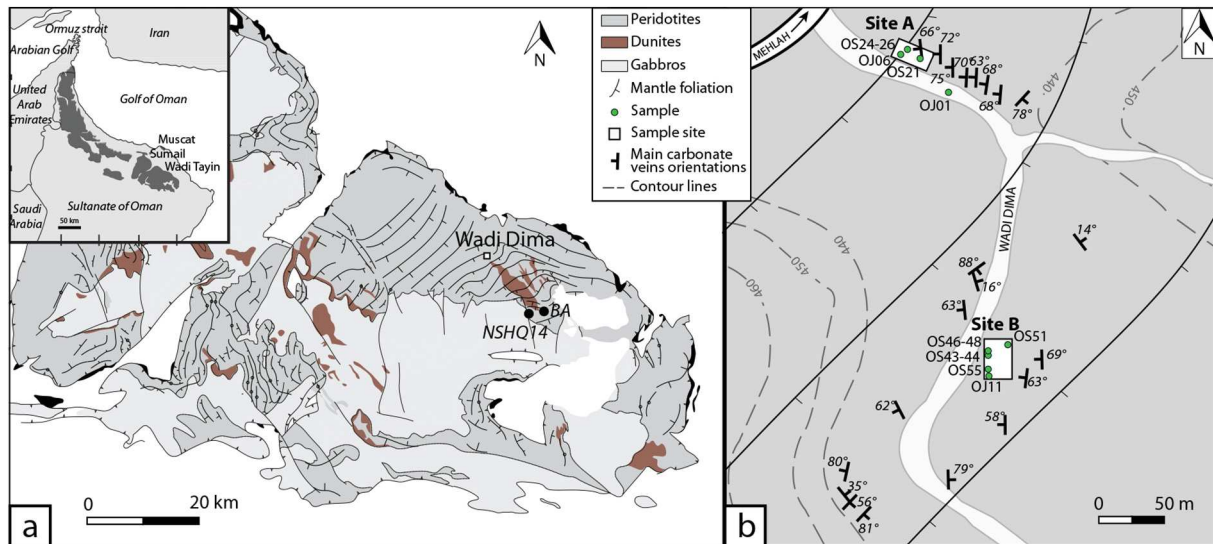 Ormuz strait
Iran
Arabian Golf
United
Arab
Emirates
Golf of Oman
Muscat
Sumail
Wadi Tayin
Saudi
Arabia
Sultanate of Oman
50 km
N
Wadi Dima
BA
NSHQ14
0 20 km
a
Peridotites
Dunites
Gabbros
Mantle foliation
Sample
Sample site
Main carbonate
veins orientations
Contour lines
MEHLAH
Site A
OS24-26
OJ06
OS21
OJ01
66°
72°
75°
70°
63°
68°
68°
78°
440
450
N
WADI DIMA
14°
440
450
460
88°
16°
63°
Site B
OS46-48
OS51
OS43-44
OS55
OJ11
69°
63°
62°
58°
80°
35°
56°
81°
79°
0 50 m
b